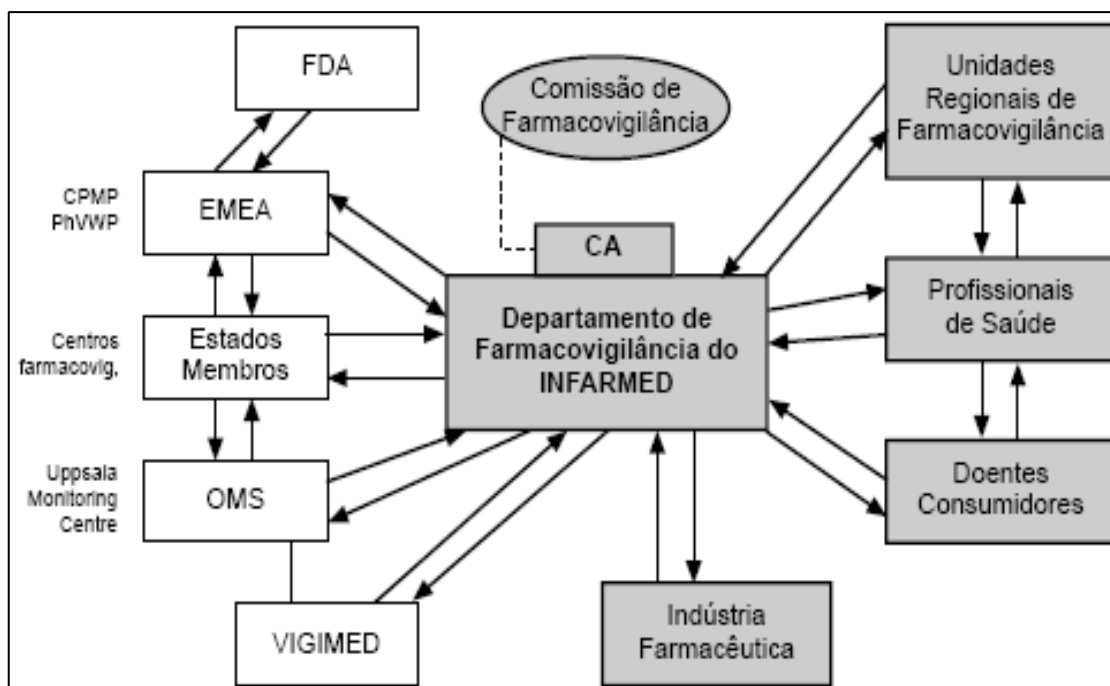 FDA
Comissão de
Farmacovigilância
Unidades
Regionais de
Farmacovigilância
CPMP
PhVWP
EMEA
CA
Departamento de
Farmacovigilância do
INFARMED
Profissionais
de Saúde
Centros
farmacovig.
Estados
Membros
Uppsala
Monitoring
Centre
OMS
Doentes
Consumidores
VIGIMED
Indústria
Farmacêutica